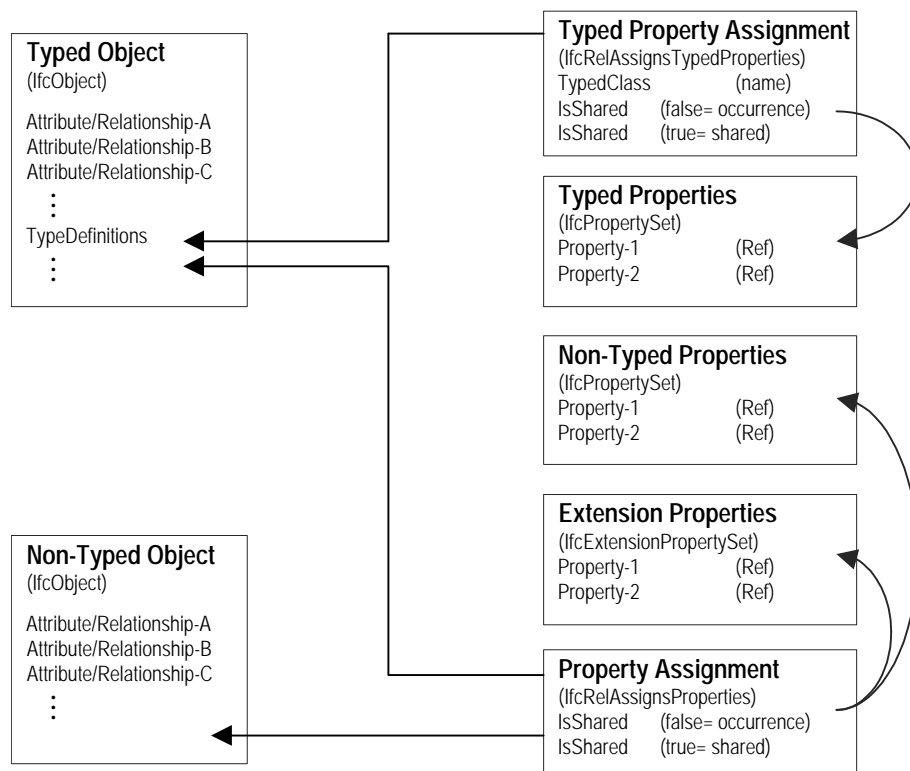 Typed Object
(IfcObject)
Attribute/Relationship-A
Attribute/Relationship-B
Attribute/Relationship-C
TypeDefinitions
Non-Typed Object
(IfcObject)
Attribute/Relationship-A
Attribute/Relationship-B
Attribute/Relationship-C
Typed Property Assignment
(IfcRelAssignsTypedProperties)
TypedClass (name)
IsShared (false= occurrence)
IsShared (true= shared)
Typed Properties
(IfcPropertySet)
Property-1 (Ref)
Property-2 (Ref)
Non-Typed Properties
(IfcPropertySet)
Property-1 (Ref)
Property-2 (Ref)
Extension Properties
(IfcExtensionPropertySet)
Property-1 (Ref)
Property-2 (Ref)
Property Assignment
(IfcRelAssignsProperties)
IsShared (false= occurrence)
IsShared (true= shared)